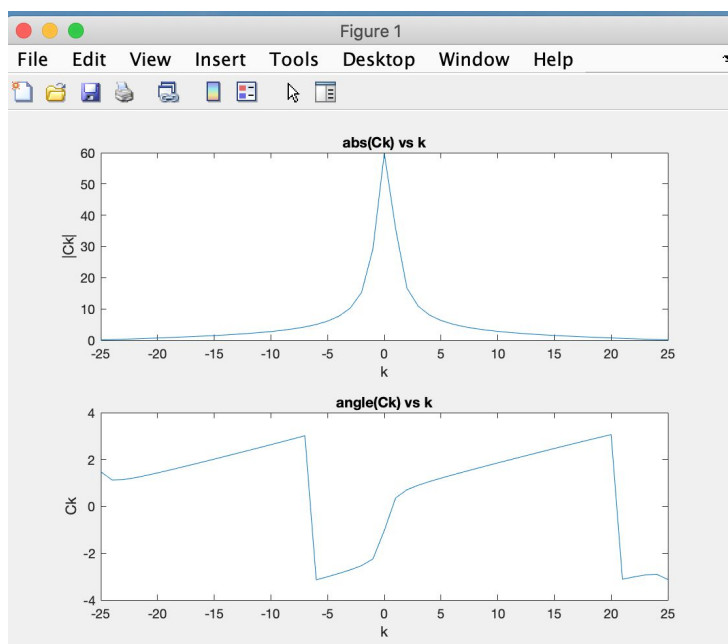 Figure 1
File Edit View Insert Tools Desktop Window Help
abs(Ck) vs k
60
50
40
30
20
10
0
|Ck|
-25 -20 -15 -10 -5 0 5 10 15 20 25
k
angle(Ck) vs k
4
2
0
-2
-4
Ck
-25 -20 -15 -10 -5 0 5 10 15 20 25
k